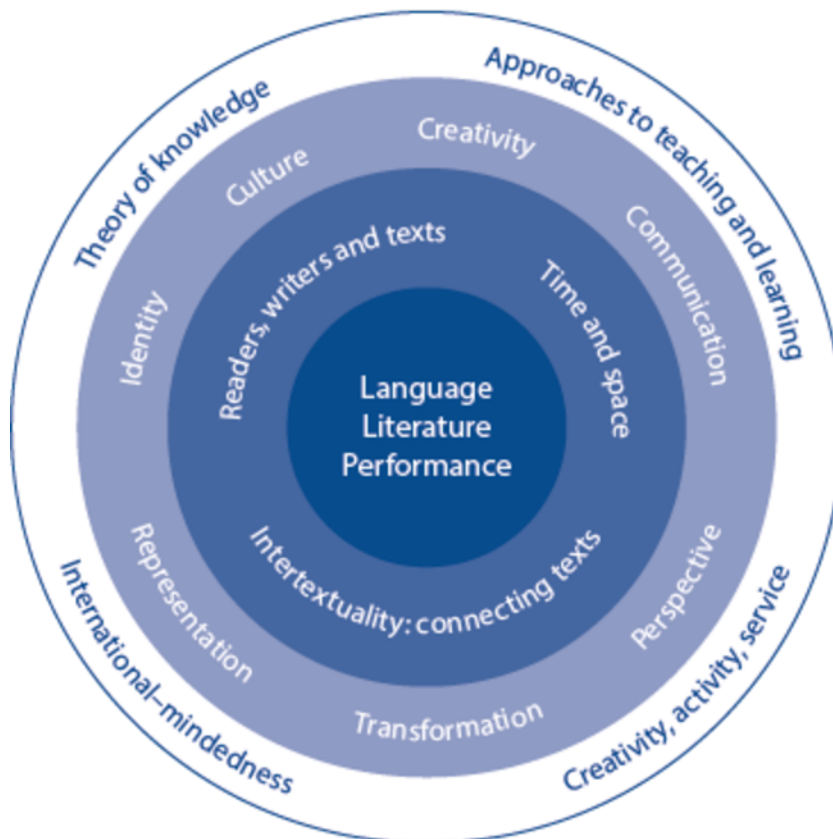 Theory of knowledge
Approaches to teaching and learning
International–mindedness
Creativity, activity, service
Identity
Culture
Creativity
Communication
Perspective
Transformation
Representation
Readers, writers and texts
Time and space
Intertextuality: connecting texts
Language
Literature
Performance